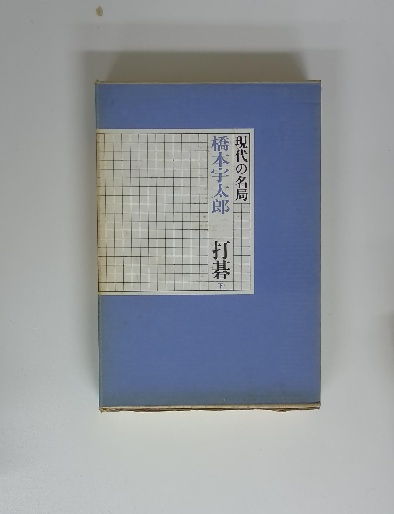 現代の名局
橋本宇太郎
打碁
下